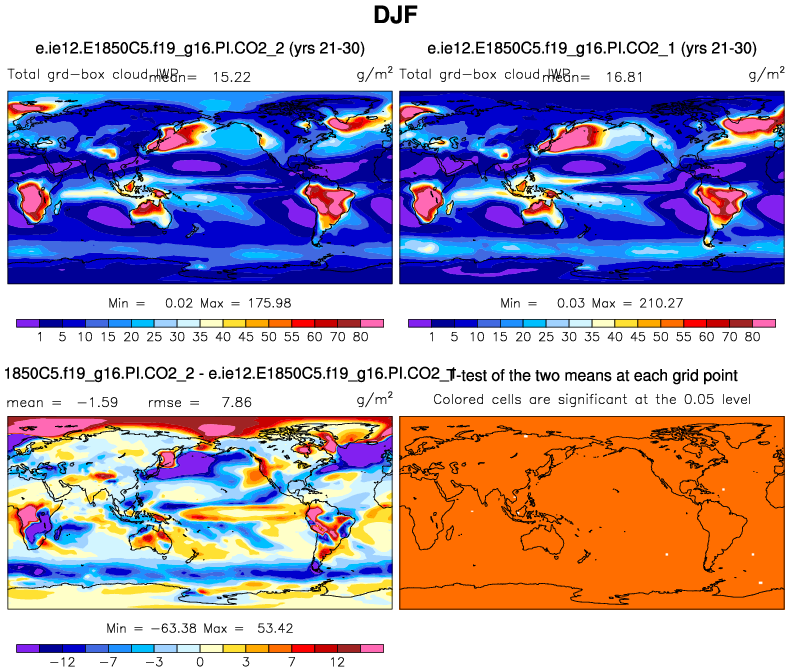 DJF
e.ie12.E1850C5.f19_g16.PI.CO2_2 (yrs 21-30)
e.ie12.E1850C5.f19_g16.PI.CO2_1 (yrs 21-30)
Total grd-box cloud IWP mean= 15.22 g/m²
Total grd-box cloud IWP mean= 16.81 g/m²
Min = 0.02 Max = 175.98
Min = 0.03 Max = 210.27
1 5 10 15 20 25 30 35 40 45 50 55 60 70 80
1 5 10 15 20 25 30 35 40 45 50 55 60 70 80
1850C5.f19_g16.PI.CO2_2 - e.ie12.E1850C5.f19_g16.PI.CO2_1
T-test of the two means at each grid point
mean = -1.59 rmse = 7.86 g/m²
Colored cells are significant at the 0.05 level
Min = -63.38 Max = 53.42
-12 -7 -3 0 3 7 12